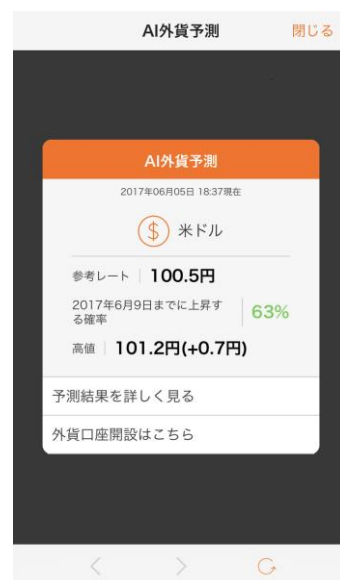 AI外貨予測 閉じる
AI外貨予測
2017年06月05日 18:37現在
$ 米ドル
参考レート 100.5円
2017年6月9日までに上昇す
る確率 63%
高値 101.2円(+0.7円)
予測結果を詳しく見る
外貨口座開設はこちら